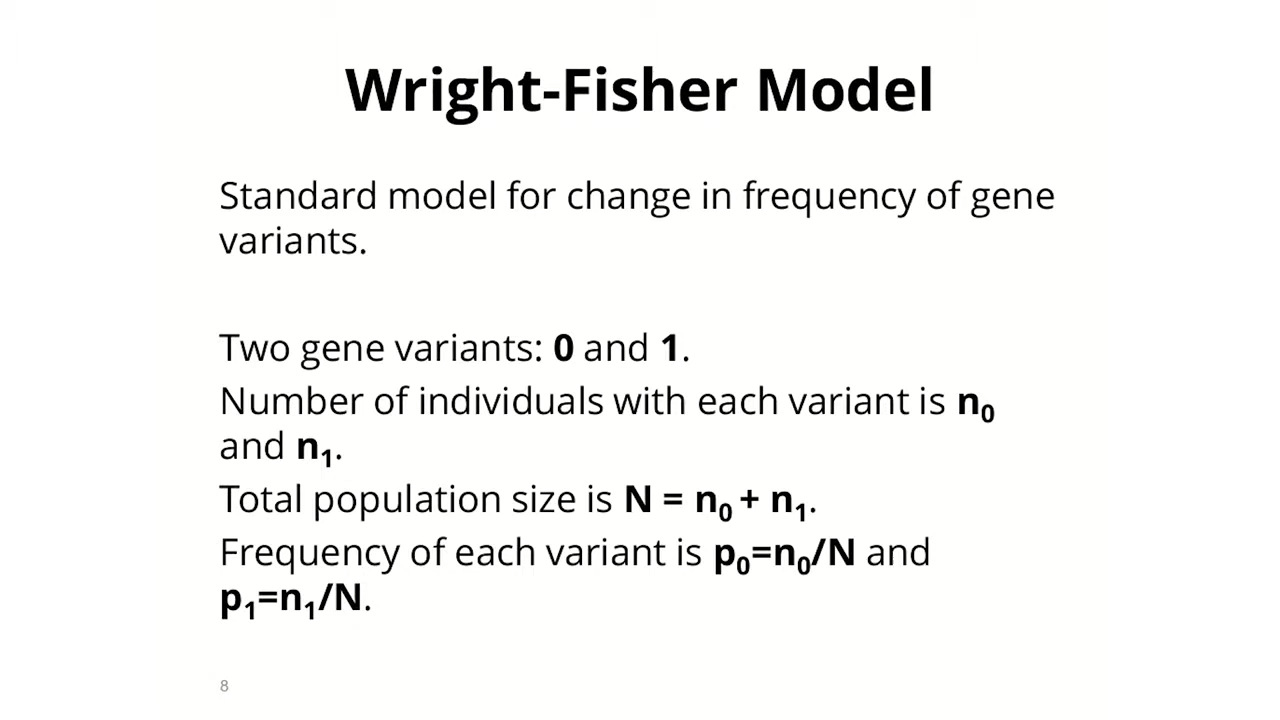 Wright-Fisher Model
Standard model for change in frequency of gene
variants.
Two gene variants: 0 and 1.
Number of individuals with each variant is n₀
and n₁.
Total population size is N = n₀ + n₁.
Frequency of each variant is p₀=n₀/N and
p₁=n₁/N.
8